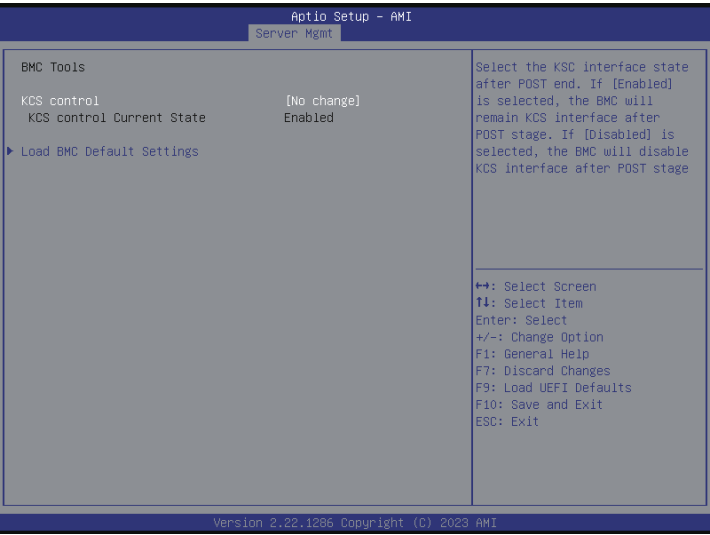 Aptio Setup - AMI
Server Mgmt
BMC Tools
KCS control [No change]
KCS control Current State Enabled
Load BMC Default Settings
Select the KSC interface state
after POST end. If [Enabled]
is selected, the BMC will
remain KCS interface after
POST stage. If [Disabled] is
selected, the BMC will disable
KCS interface after POST stage
↔: Select Screen
↑↓: Select Item
Enter: Select
+/-: Change Option
F1: General Help
F7: Discard Changes
F9: Load UEFI Defaults
F10: Save and Exit
ESC: Exit
Version 2.22.1286 Copyright (C) 2023 AMI